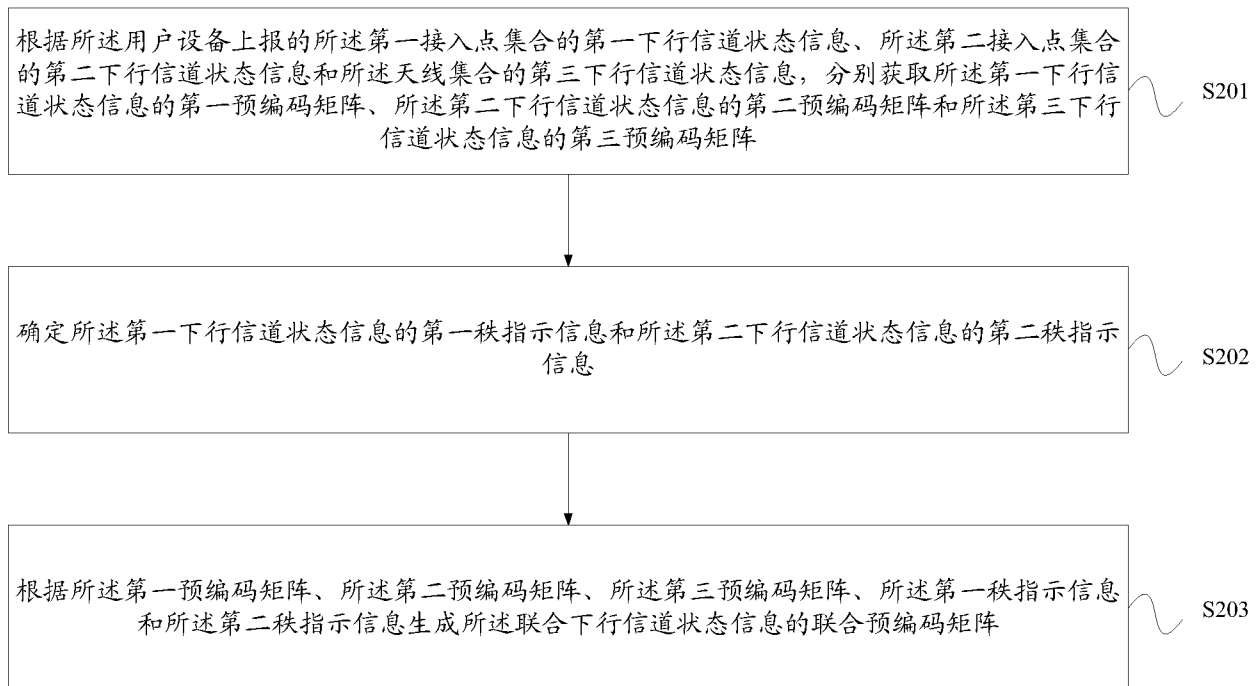 根据所述用户设备上报的所述第一接入点集合的第一下行信道状态信息、所述第二接入点集合
的第二下行信道状态信息和所述天线集合的第三下行信道状态信息，分别获取所述第一下行信
道状态信息的第一预编码矩阵、所述第二下行信道状态信息的第二预编码矩阵和所述第三下行
信道状态信息的第三预编码矩阵
S201
确定所述第一下行信道状态信息的第一秩指示信息和所述第二下行信道状态信息的第二秩指示
信息
S202
根据所述第一预编码矩阵、所述第二预编码矩阵、所述第三预编码矩阵、所述第一秩指示信息
和所述第二秩指示信息生成所述联合下行信道状态信息的联合预编码矩阵
S203